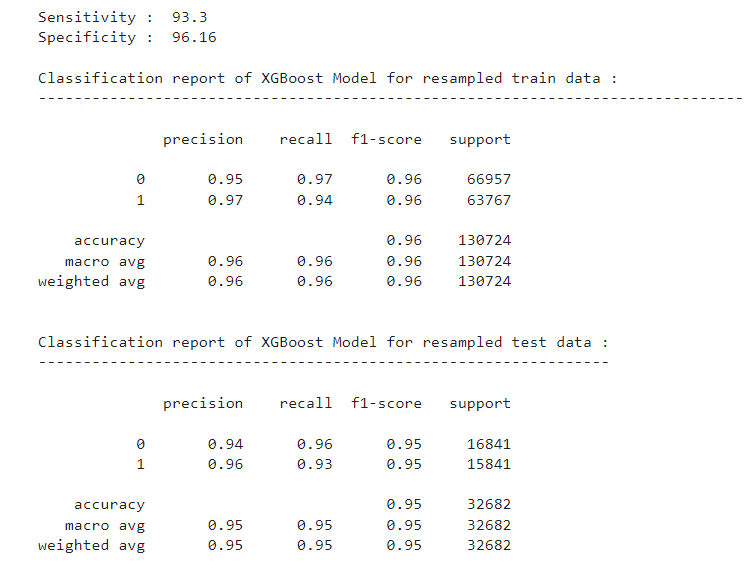 Sensitivity :  93.3
Specificity :  96.16
Classification report of XGBoost Model for resampled train data :
-------------------------------------------------------------------------------
              precision    recall  f1-score   support
           0       0.95      0.97      0.96     66957
           1       0.97      0.94      0.96     63767
    accuracy                           0.96    130724
   macro avg       0.96      0.96      0.96    130724
weighted avg       0.96      0.96      0.96    130724
Classification report of XGBoost Model for resampled test data :
----------------------------------------------------------------
              precision    recall  f1-score   support
           0       0.94      0.96      0.95     16841
           1       0.96      0.93      0.95     15841
    accuracy                           0.95     32682
   macro avg       0.95      0.95      0.95     32682
weighted avg       0.95      0.95      0.95     32682